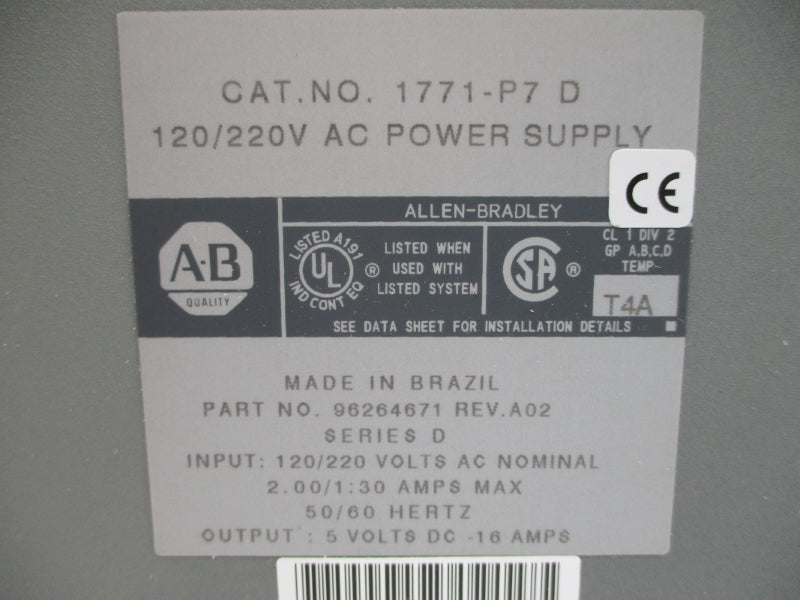 CAT.NO. 1771-P7 D
120/220V AC POWER SUPPLY
CE
ALLEN-BRADLEY
A·B
QUALITY
LISTED A191
UL
IND CONT EQ
®
LISTED WHEN
USED WITH
LISTED SYSTEM
SA
®
CL 1 DIV 2
GP A,B,C,D
TEMP
T4A
SEE DATA SHEET FOR INSTALLATION DETAILS
MADE IN BRAZIL
PART NO. 96264671 REV.A02
SERIES D
INPUT: 120/220 VOLTS AC NOMINAL
2.00/1:30 AMPS MAX
50/60 HERTZ
OUTPUT : 5 VOLTS DC -16 AMPS